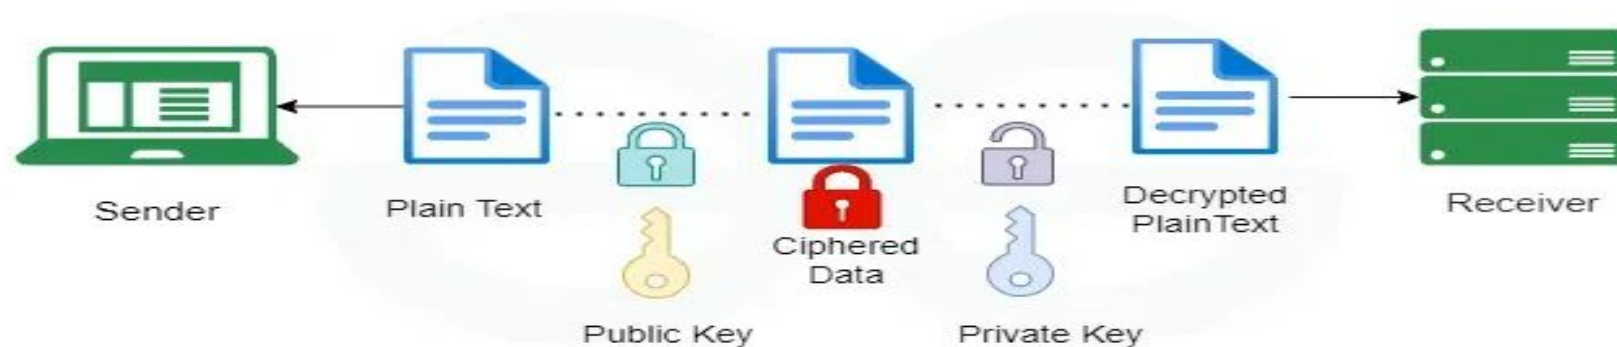 Sender
Plain Text
Ciphered
Data
Decrypted
PlainText
Receiver
Public Key
Private Key